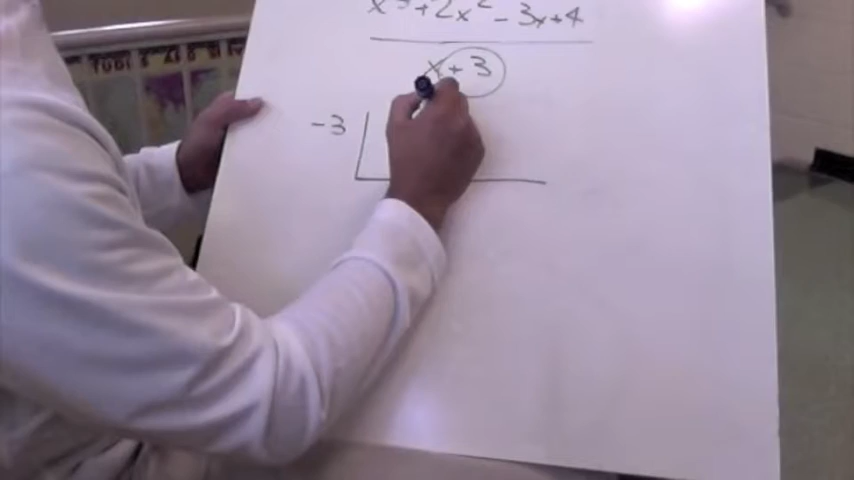 x³ + 2x² - 3x + 4
x + 3
-3